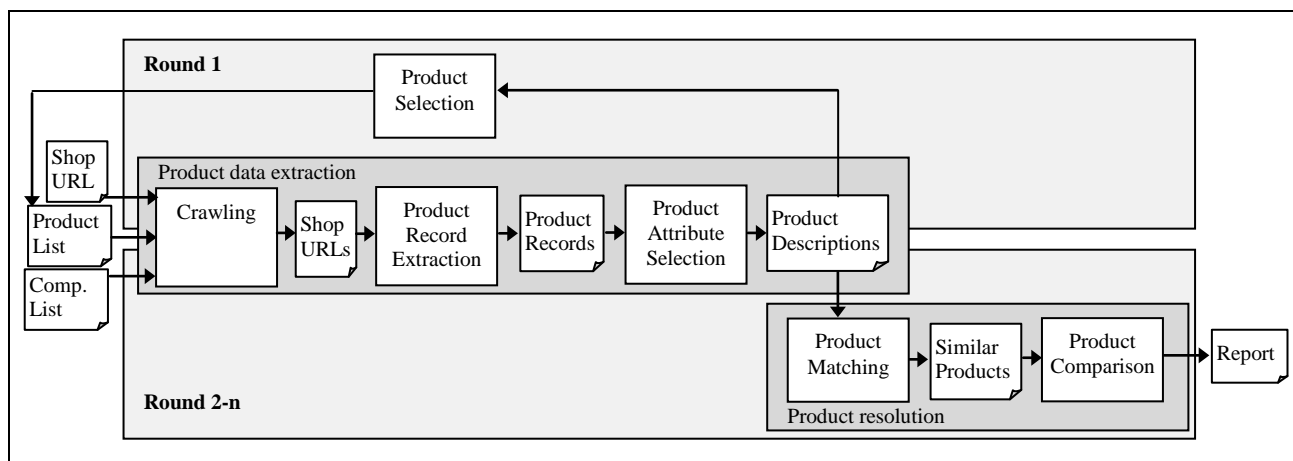 Round 1
Product
Selection
Shop
URL
Product
List
Comp.
List
Product data extraction
Crawling
Shop
URLs
Product
Record
Extraction
Product
Records
Product
Attribute
Selection
Product
Descriptions
Product
Matching
Similar
Products
Product
Comparison
Report
Product resolution
Round 2-n